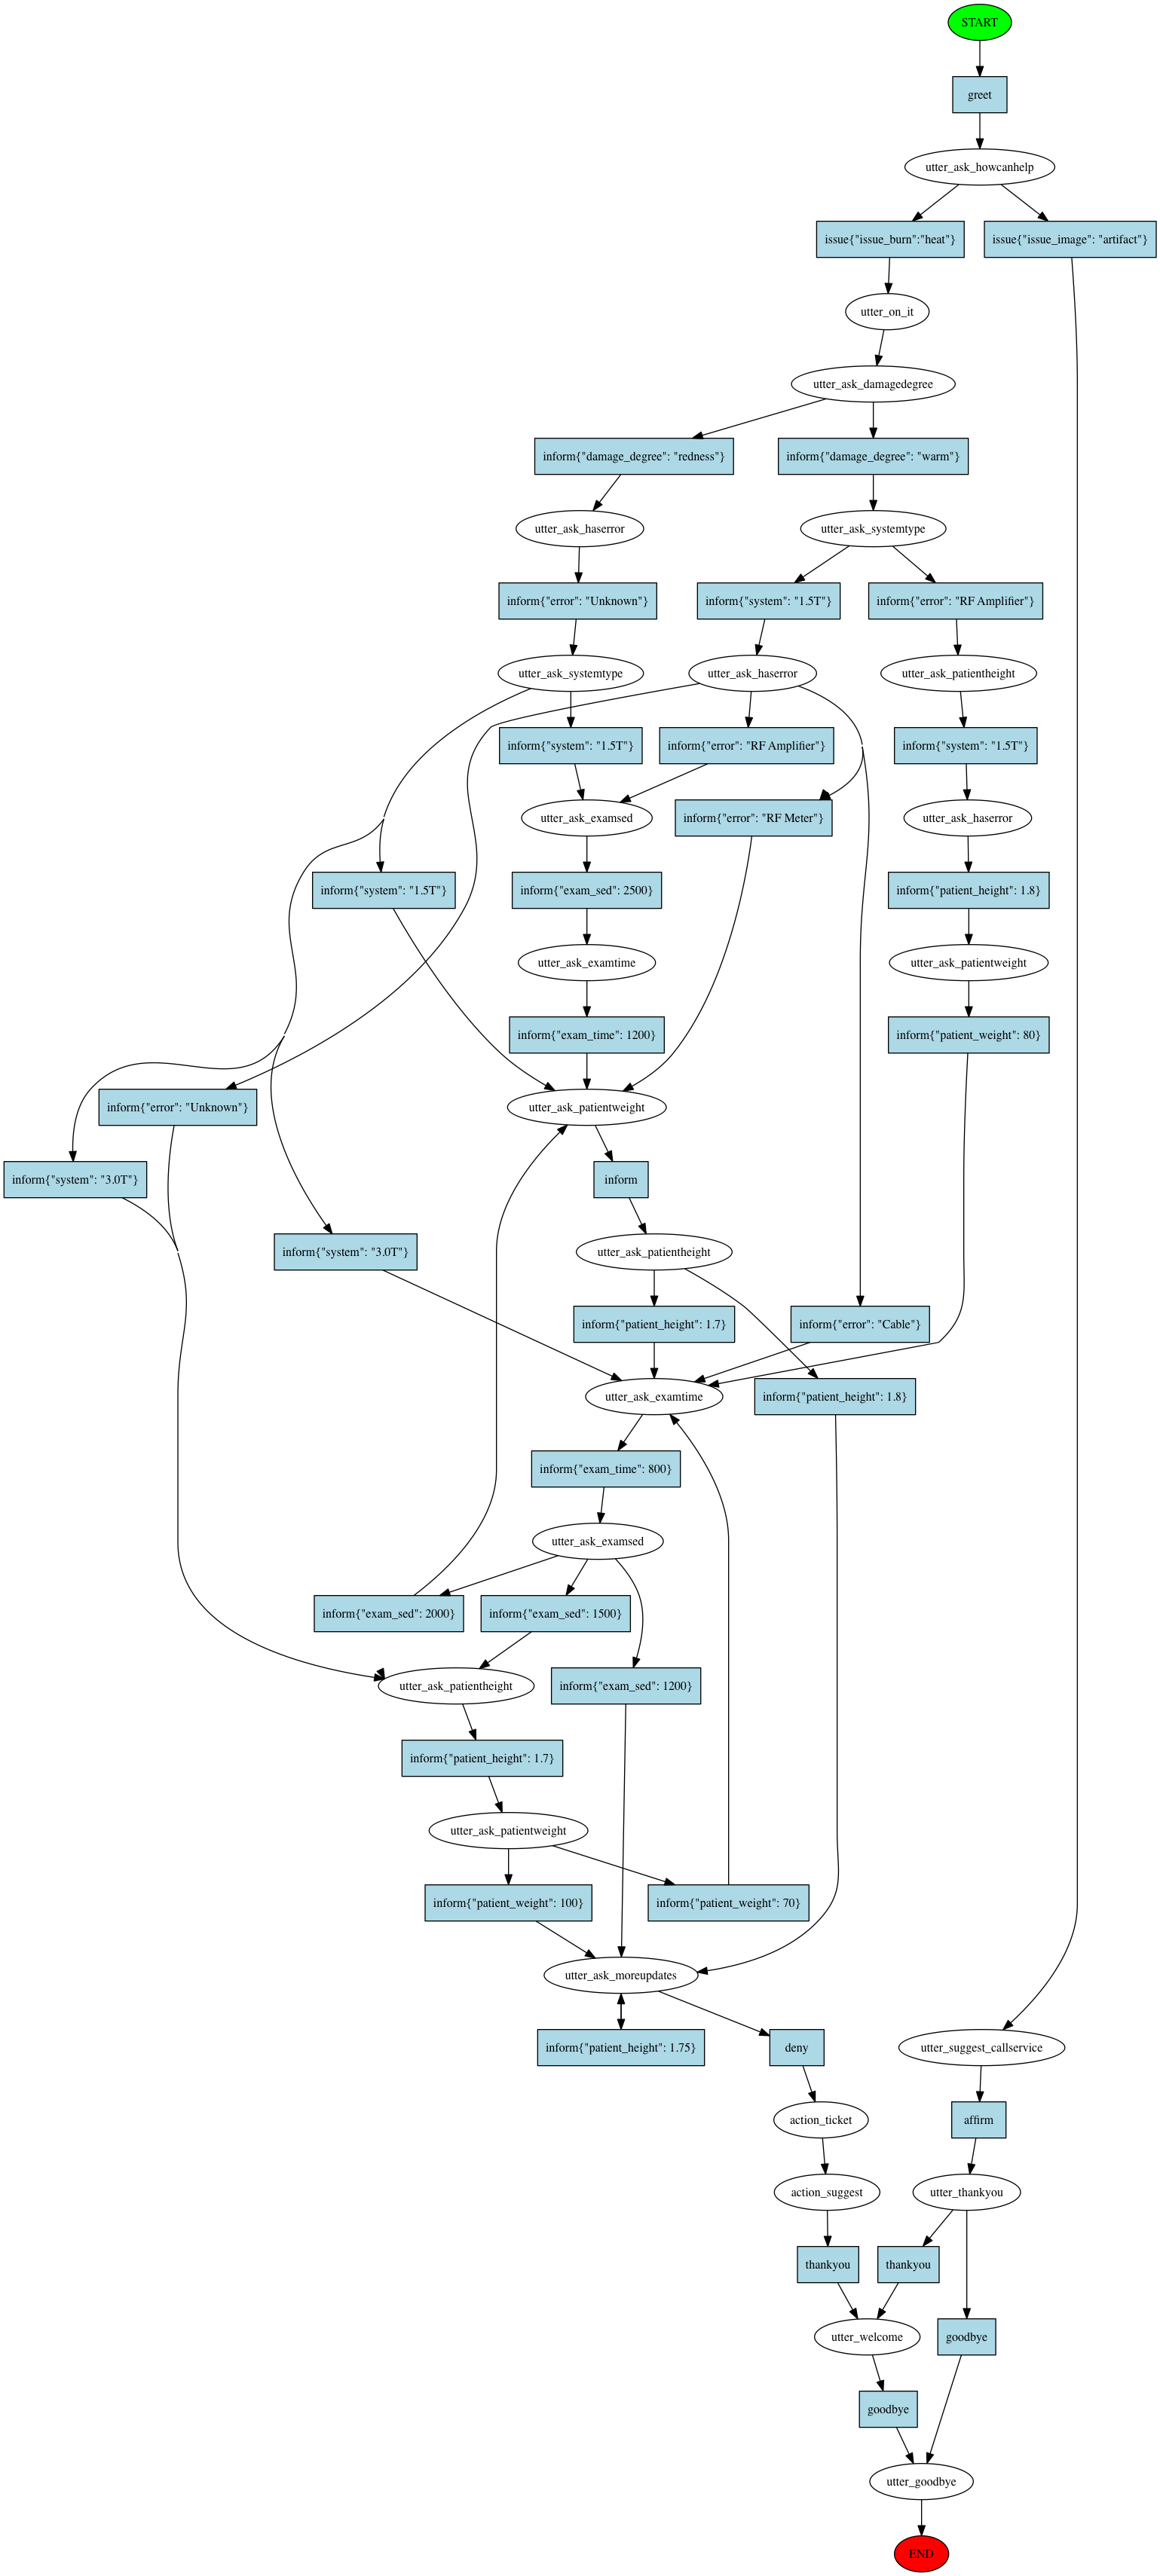 START
greet
utter_ask_howcanhelp
issue{"issue_burn":"heat"}
issue{"issue_image": "artifact"}
utter_on_it
utter_ask_damagedegree
inform{"damage_degree": "redness"}
inform{"damage_degree": "warm"}
utter_ask_haserror
utter_ask_systemtype
inform{"error": "Unknown"}
inform{"system": "1.5T"}
inform{"error": "RF Amplifier"}
utter_ask_systemtype
utter_ask_haserror
utter_ask_patientheight
inform{"system": "1.5T"}
inform{"error": "RF Amplifier"}
inform{"system": "1.5T"}
utter_ask_examsed
inform{"error": "RF Meter"}
utter_ask_haserror
inform{"system": "1.5T"}
inform{"exam_sed": 2500}
inform{"patient_height": 1.8}
utter_ask_examtime
utter_ask_patientweight
inform{"exam_time": 1200}
inform{"patient_weight": 80}
inform{"error": "Unknown"}
utter_ask_patientweight
inform{"system": "3.0T"}
inform
inform{"system": "3.0T"}
utter_ask_patientheight
inform{"patient_height": 1.7}
inform{"error": "Cable"}
utter_ask_examtime
inform{"patient_height": 1.8}
inform{"exam_time": 800}
utter_ask_examsed
inform{"exam_sed": 2000}
inform{"exam_sed": 1500}
utter_ask_patientheight
inform{"exam_sed": 1200}
inform{"patient_height": 1.7}
utter_ask_patientweight
inform{"patient_weight": 100}
inform{"patient_weight": 70}
utter_ask_moreupdates
inform{"patient_height": 1.75}
deny
utter_suggest_callservice
action_ticket
affirm
action_suggest
utter_thankyou
thankyou
thankyou
utter_welcome
goodbye
goodbye
utter_goodbye
END